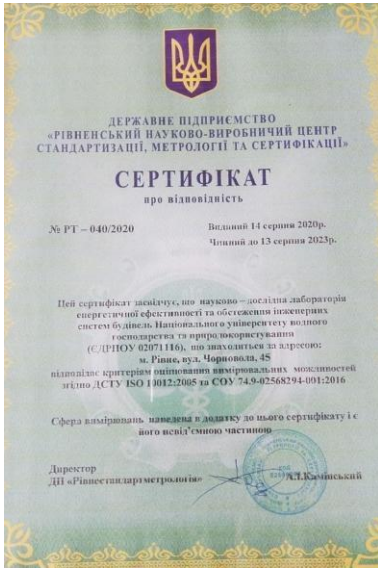 ДЕРЖАВНЕ ПІДПРИЄМСТВО
«РІВНЕНСЬКИЙ НАУКОВО-ВИРОБНИЧИЙ ЦЕНТР
СТАНДАРТИЗАЦІЇ, МЕТРОЛОГІЇ ТА СЕРТИФІКАЦІЇ»
СЕРТИФІКАТ
про відповідність
№ РТ – 040/2020
Виданий 14 серпня 2020р.
Чинний до 13 серпня 2023р.
Цей сертифікат засвідчує, що науково – дослідна лабораторія
енергетичної ефективності та обстеження інженерних
систем будівель Національного університету водного
господарства та природокористування
(ЄДРПОУ 02071116), що знаходиться за адресою:
м. Рівне, вул. Чорновола, 45
відповідає критеріям оцінювання вимірювальних можливостей
згідно ДСТУ ISO 10012:2005 та СОУ 74.9-02568294-001:2016
Сфера вимірювань наведена в додатку до цього сертифікату і є
його невід'ємною частиною
Директор
ДП «Рівнестандартметрологія»
А.Л.Камінський